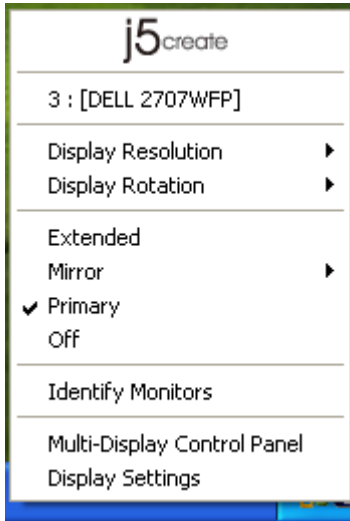 j5create
3 : [DELL 2707WFP]
Display Resolution
Display Rotation
Extended
Mirror
Primary
Off
Identify Monitors
Multi-Display Control Panel
Display Settings